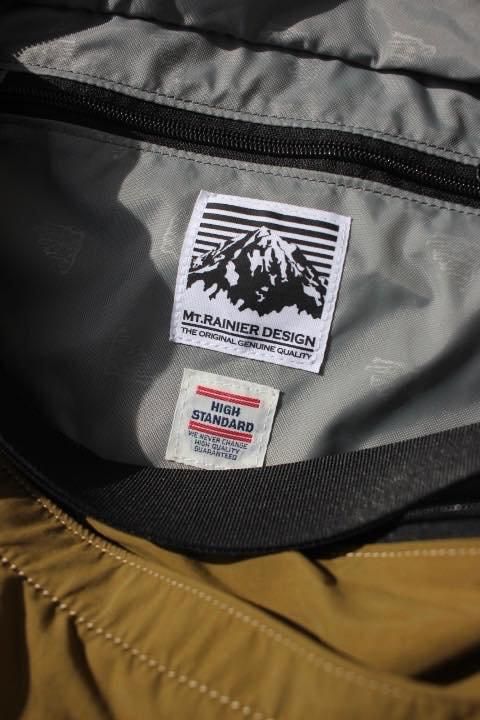 MT.RAINIER DESIGN
THE ORIGINAL GENUINE QUALITY
HIGH
STANDARD
WE NEVER CHANGE
HIGH QUALITY
GUARANTEED